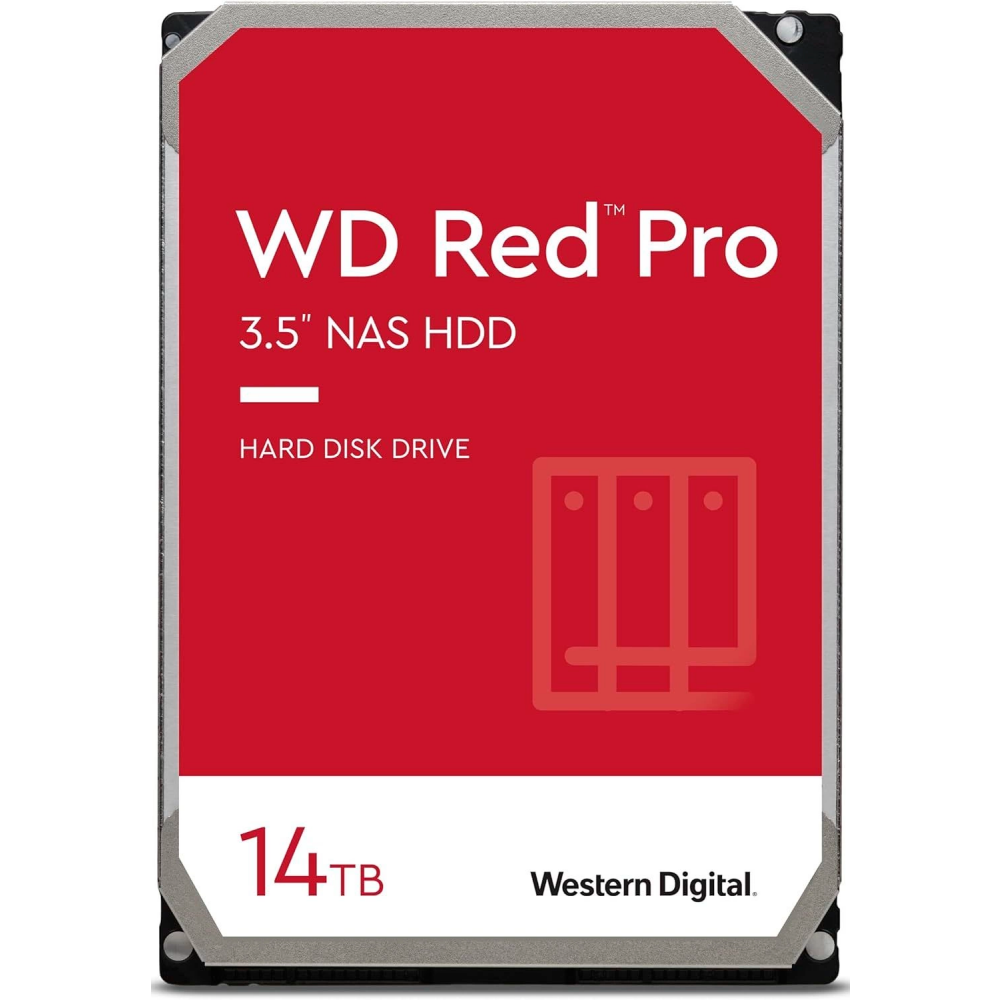 WD Red™ Pro
3.5" NAS HDD
HARD DISK DRIVE
14TB
Western Digital.